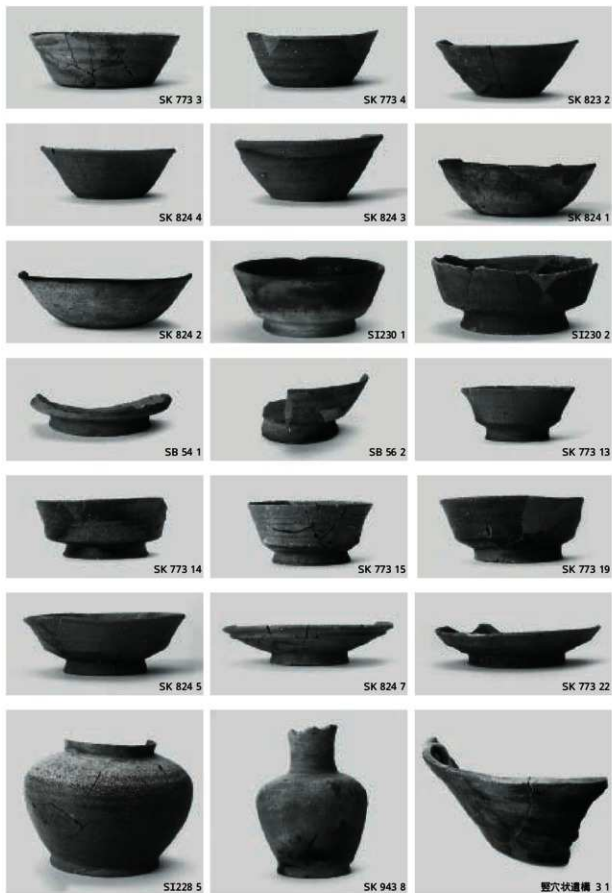 SK 773 3
SK 773 4
SK 823 2
SK 824 4
SK 824 3
SK 824 1
SK 824 2
SI230 1
SI230 2
SB 54 1
SB 56 2
SK 773 13
SK 773 14
SK 773 15
SK 773 19
SK 824 5
SK 824 7
SK 773 22
SI228 5
SK 943 8
竪穴状遺構 3 1